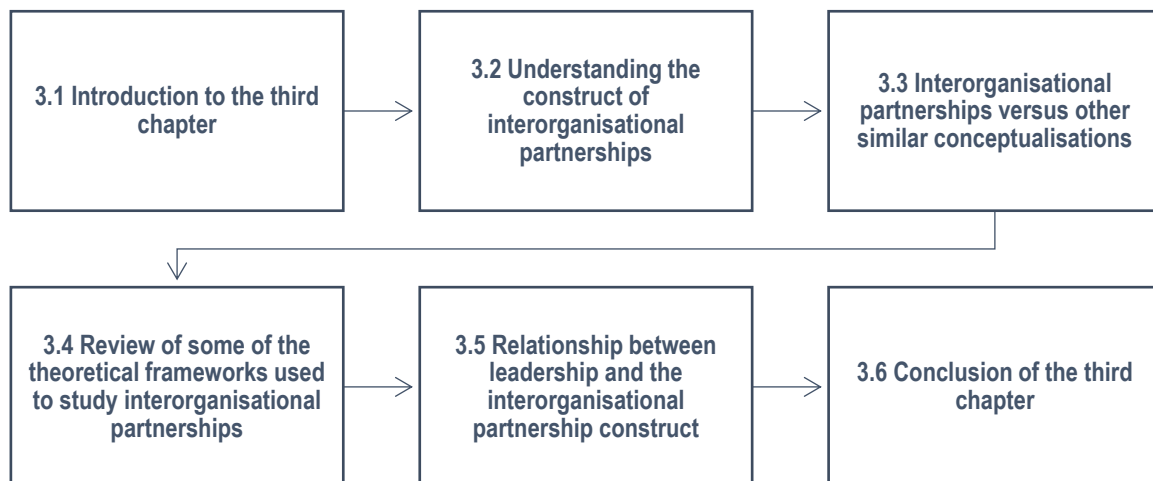 3.1 Introduction to the third
chapter
3.2 Understanding the
construct of
interorganisational
partnerships
3.3 Interorganisational
partnerships versus other
similar conceptualisations
3.4 Review of some of the
theoretical frameworks used
to study interorganisational
partnerships
3.5 Relationship between
leadership and the
interorganisational
partnership construct
3.6 Conclusion of the third
chapter